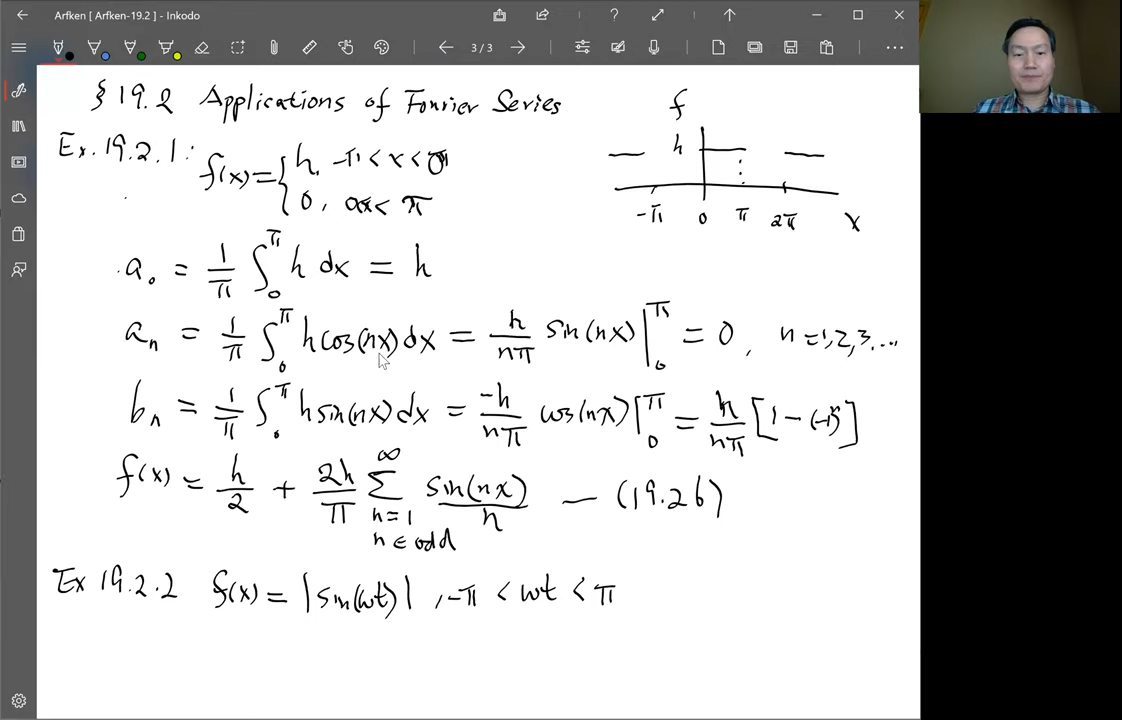 Arfken [ Arfken-19.2 ] - Inkodo
3 / 3
§ 19.2 Applications of Fourier Series
f
h
-π 0 π 2π x
Ex. 19.2.1: f(x) = { h, -π < x < 0
0, 0<x < π
a₀ = 1/π ∫₀^π h dx = h
aₙ = 1/π ∫₀^π h cos(nx) dx = h/nπ sin(nx) |₀^π = 0, n = 1,2,3,...
bₙ = 1/π ∫₀^π h sin(nx) dx = -h/nπ cos(nx) |₀^π = h/nπ [1 - (-1)ⁿ]
f(x) = h/2 + 2h/π ∑_{n=1, n ∈ odd}^∞ sin(nx)/n — (19.26)
Ex 19.2.2 f(x) = |sin(wt)|, -π < wt < π